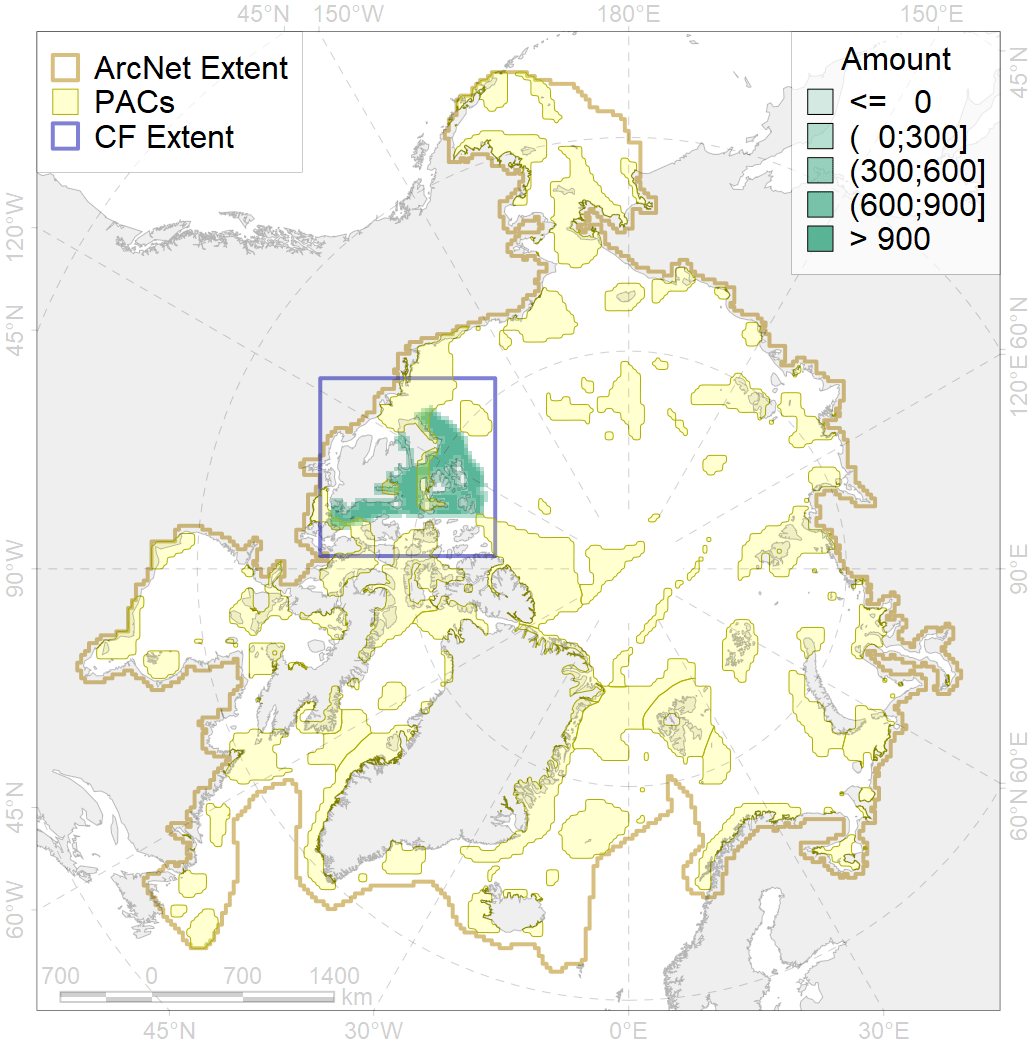 45°N 150°W 180°E 150°E
ArcNet Extent
PACs
CF Extent
Amount
<= 0
( 0;300]
(300;600]
(600;900]
> 900
45°N
120°W
60°N
45°N
120°E
90°W
90°E
60°E
45°N
60°N
60°W
700 0 700 1400
km
45°N 30°W 0°E 30°E